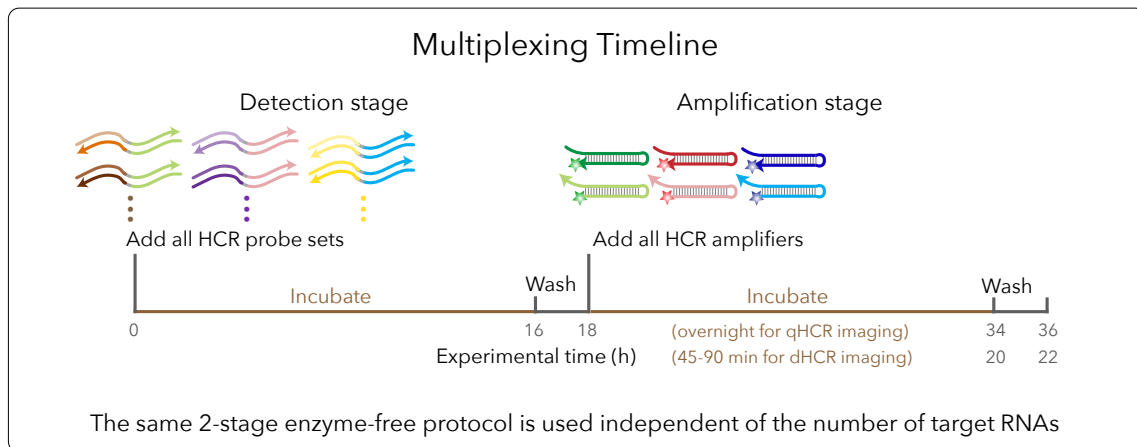 Multiplexing Timeline
Detection stage
Amplification stage
Add all HCR probe sets
Add all HCR amplifiers
Incubate
Wash
Incubate
Wash
0
16
18
(overnight for qHCR imaging)
34
36
Experimental time (h)
(45-90 min for dHCR imaging)
20
22
The same 2-stage enzyme-free protocol is used independent of the number of target RNAs